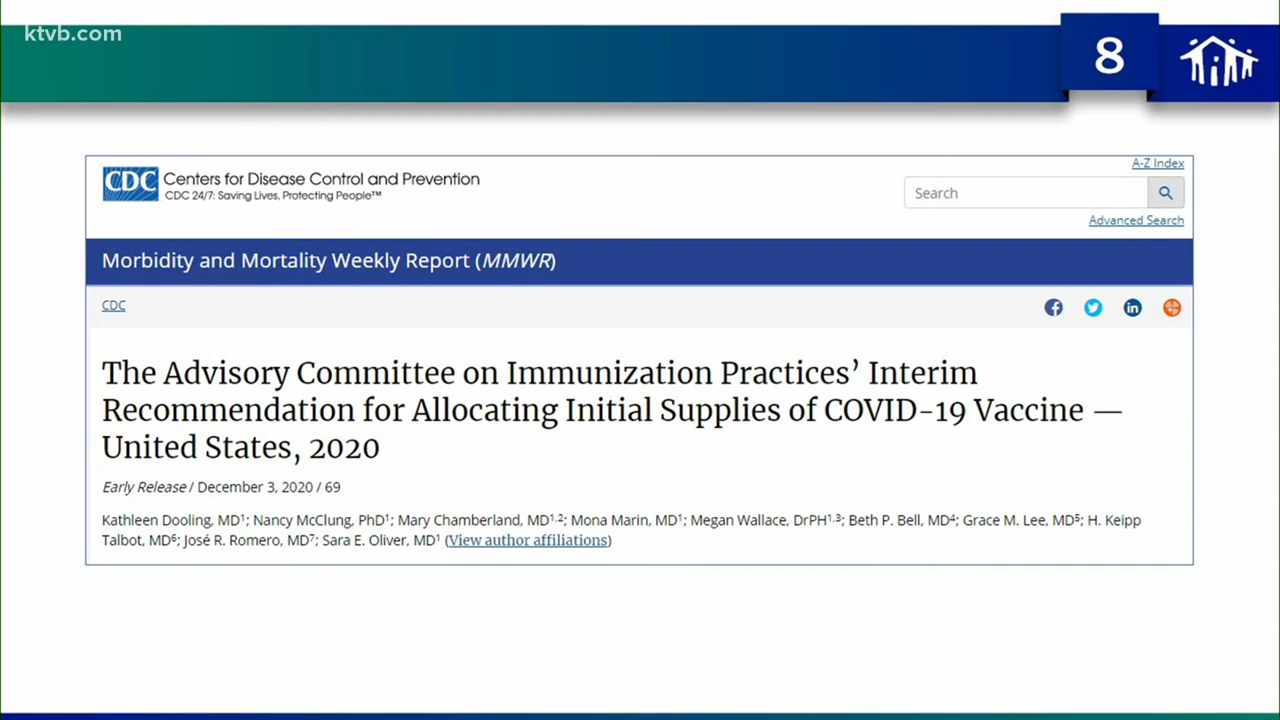 ktvb.com
8
CDC Centers for Disease Control and Prevention
CDC 24/7: Saving Lives, Protecting People™
A-Z Index
Search
Advanced Search
Morbidity and Mortality Weekly Report (MMWR)
CDC
The Advisory Committee on Immunization Practices’ Interim
Recommendation for Allocating Initial Supplies of COVID-19 Vaccine —
United States, 2020
Early Release / December 3, 2020 / 69
Kathleen Dooling, MD¹; Nancy McClung, PhD¹; Mary Chamberland, MD¹,²; Mona Marin, MD¹; Megan Wallace, DrPH¹,³; Beth P. Bell, MD⁴; Grace M. Lee, MD⁵; H. Keipp
Talbot, MD⁶; José R. Romero, MD⁷; Sara E. Oliver, MD¹ (View author affiliations)